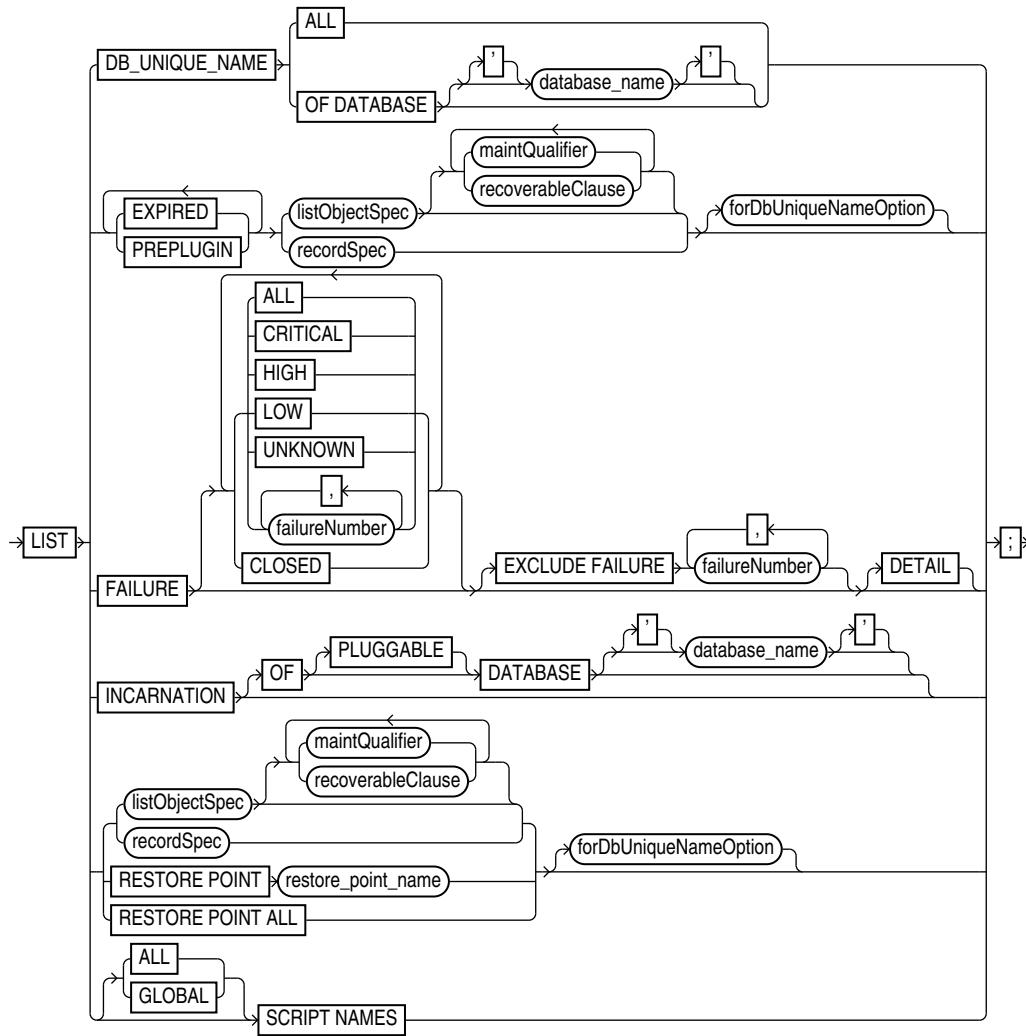 ALL
DB_UNIQUE_NAME
OF DATABASE ' database_name '
maintQualifier
recoverableClause
EXPIRED
PREPLUGIN
listObjectSpec
recordSpec
forDbUniqueNameOption
ALL
CRITICAL
HIGH
LOW
UNKNOWN
,
failureNumber
CLOSED
LIST
FAILURE
EXCLUDE FAILURE
,
failureNumber
DETAIL
;
INCARNATION
OF
PLUGGABLE
DATABASE
' database_name '
maintQualifier
recoverableClause
listObjectSpec
recordSpec
forDbUniqueNameOption
RESTORE POINT restore_point_name
RESTORE POINT ALL
ALL
GLOBAL
SCRIPT NAMES